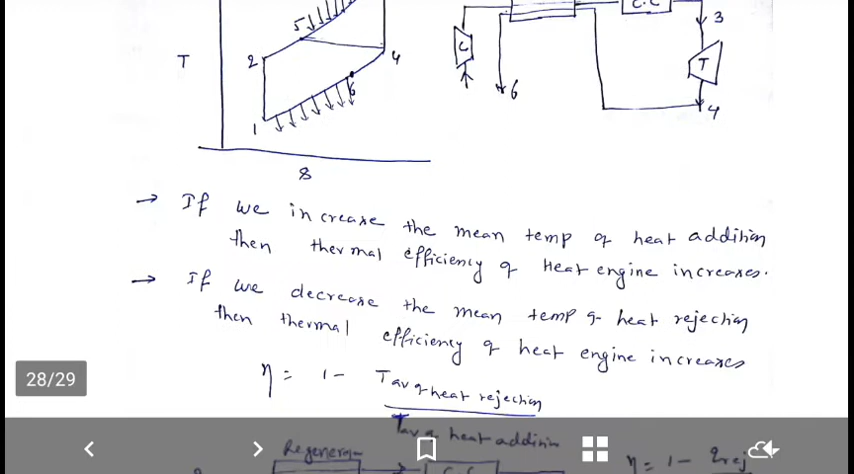 5
C.C
3
T
2
4
C
T
6
6
1
4
s
→ If we increase the mean temp of heat addition
then thermal efficiency of Heat engine increases.
→ If we decrease the mean temp of heat rejection
then thermal efficiency of heat engine increases
η = 1 - Tav of heat rejection
28/29
Tav of heat addition
Regenera-
C.C
η = 1 - qrej